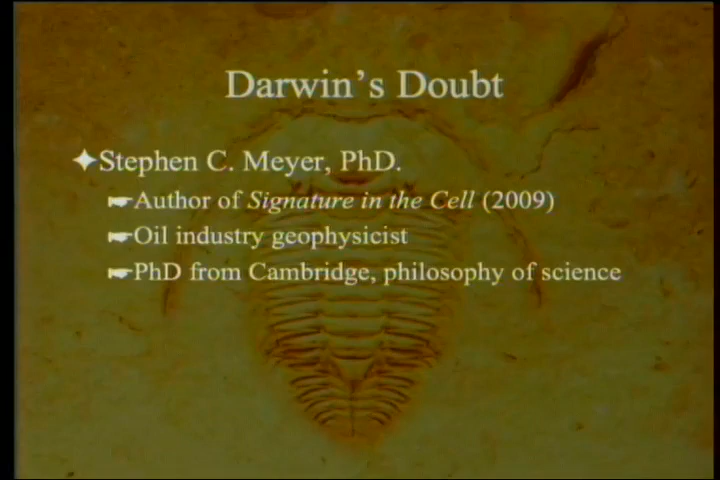 Darwin's Doubt
Stephen C. Meyer, PhD.
Author of Signature in the Cell (2009)
Oil industry geophysicist
PhD from Cambridge, philosophy of science